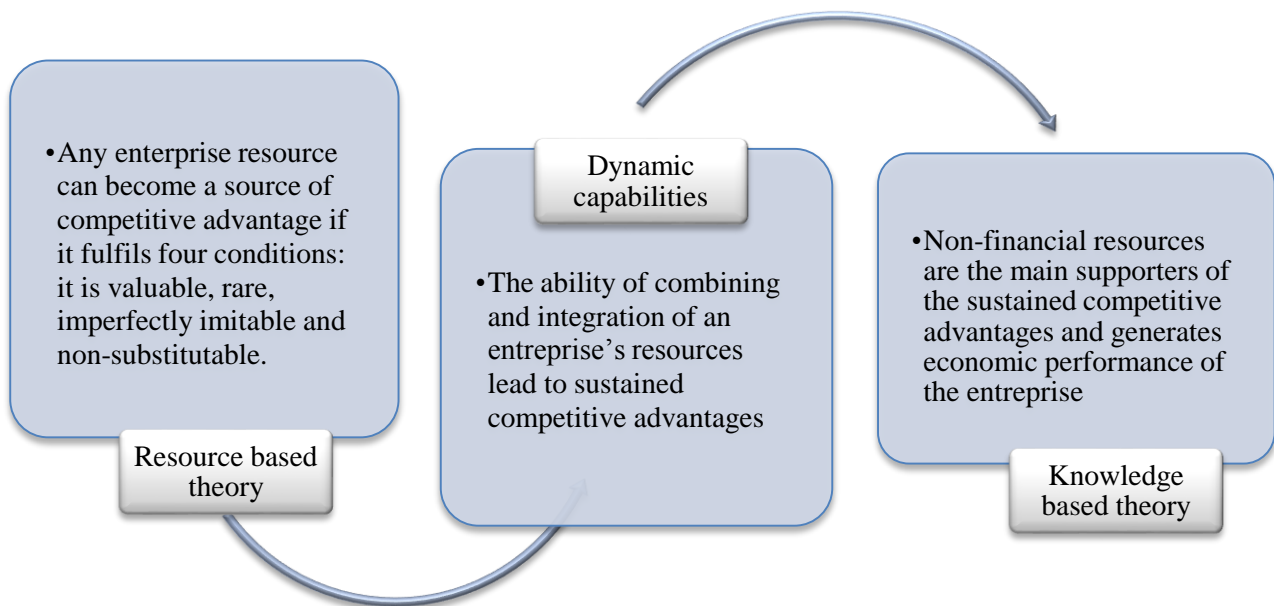 •Any enterprise resource
can become a source of
competitive advantage if
it fulfils four conditions:
it is valuable, rare,
imperfectly imitable and
non-substitutable.
Resource based
theory
Dynamic
capabilities
•The ability of combining
and integration of an
entreprise’s resources
lead to sustained
competitive advantages
•Non-financial resources
are the main supporters of
the sustained competitive
advantages and generates
economic performance of
the entreprise
Knowledge
based theory